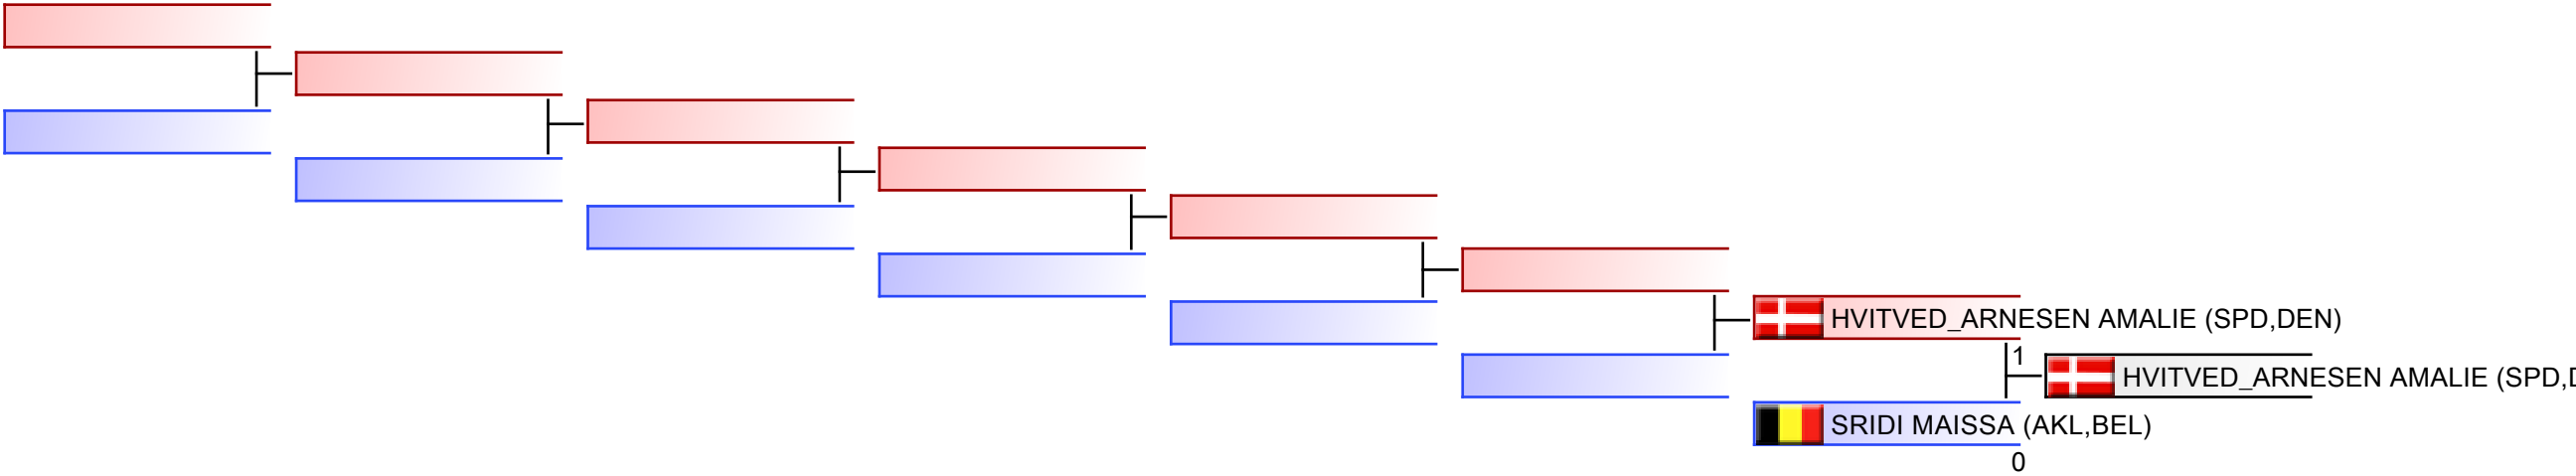 HVITVED_ARNESEN AMALIE (SPD,DEN)
1
HVITVED_ARNESEN AMALIE (SPD,D
SRIDI MAISSA (AKL,BEL)
0